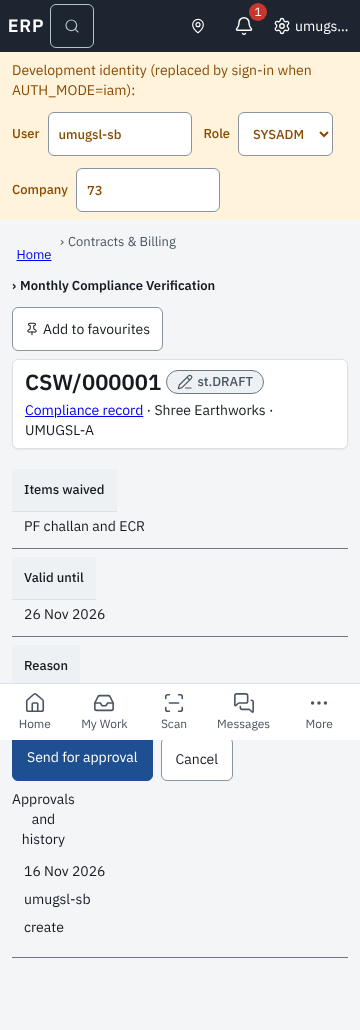 ERP
1
umugs...
Development identity (replaced by sign-in when
AUTH_MODE=iam):
User umugsl-sb Role SYSADM
Company 73
› Contracts & Billing
Home
› Monthly Compliance Verification
Add to favourites
CSW/000001 st.DRAFT
Compliance record · Shree Earthworks ·
UMUGSL-A
Items waived
PF challan and ECR
Valid until
26 Nov 2026
Reason
Home My Work Scan Messages More
Send for approval Cancel
Approvals
and
history
16 Nov 2026
umugsl-sb
create